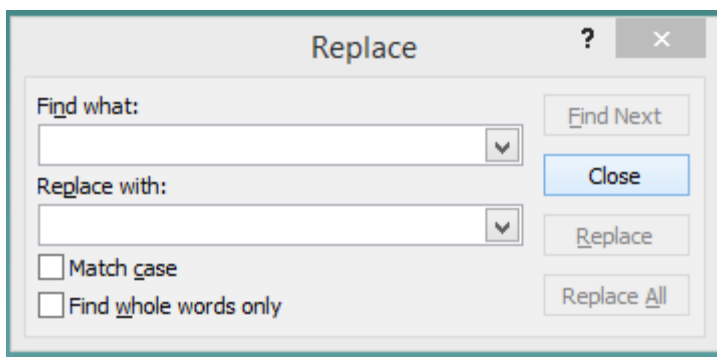 Replace
?
Find what:
Find Next
Close
Replace with:
Replace
Match case
Find whole words only
Replace All